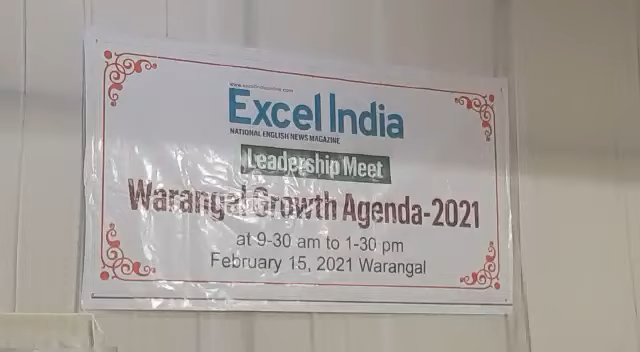 Excel India
NATIONAL ENGLISH NEWS MAGAZINE
Leadership Meet
Warangal Growth Agenda-2021
at 9-30 am to 1-30 pm
February 15, 2021 Warangal